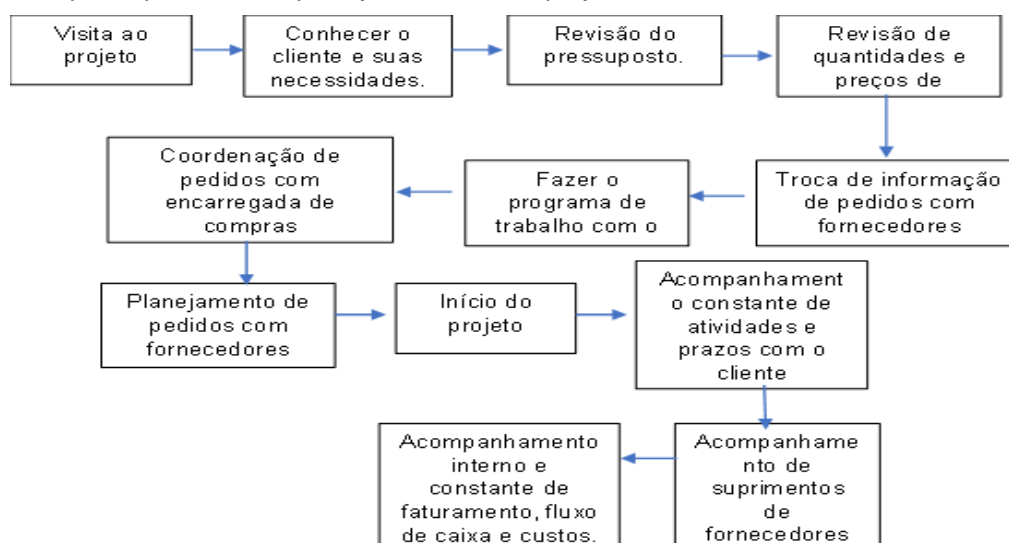 Visita ao
projeto
Conhecer o
cliente e suas
necessidades.
Revisão do
pressuposto.
Revisão de
quantidades e
preços de
Troca de informação
de pedidos com
fornecedores
Fazer o
programa de
trabalho com o
Coordenação de
pedidos com
encarregada de
compras
Planejamento de
pedidos com
fornecedores
Início do
projeto
Acompanhament
o constante de
atividades e
prazos com o
cliente
Acompanhame
nto de
suprimentos
de
fornecedores
Acompanhamento
interno e
constante de
faturamento, fluxo
de caixa e custos.